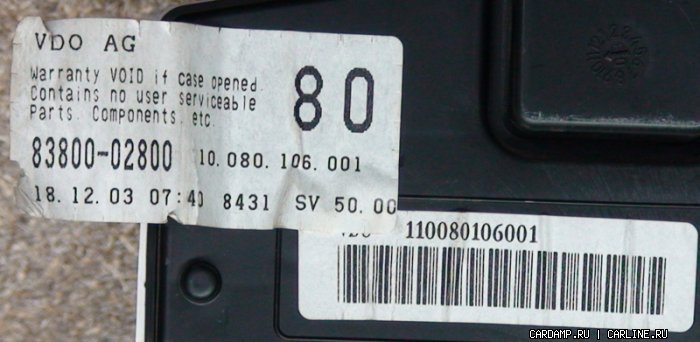 VDO AG
Warranty VOID if case opened.
Contains no user serviceable
Parts. Components. etc.
80
83800-02800 10.080.106.001
18.12.03 07:40 8431 SV 50.00
110080106001
CARDAMP.RU | CARLINE.RU